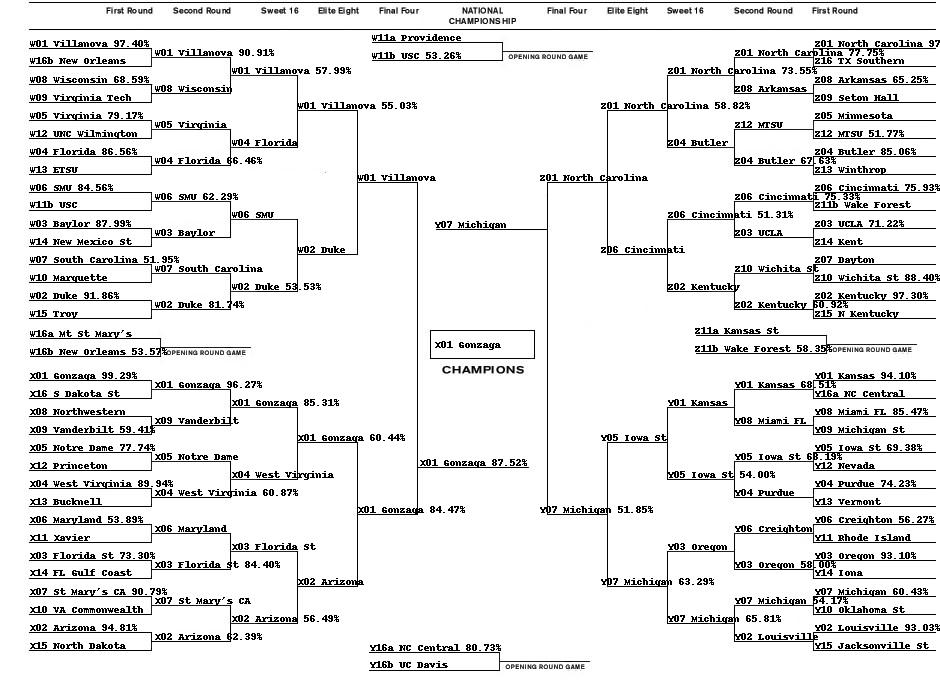 First Round Second Round Sweet 16 Elite Eight Final Four NATIONAL CHAMPIONSHIP Final Four Elite Eight Sweet 16 Second Round First Round
W11a Providence
W11b USC 53.26%
OPENING ROUND GAME
W01 Villanova 97.40%
W16b New Orleans
W08 Wisconsin 68.59%
W09 Virginia Tech
W05 Virginia 79.17%
W12 UNC Wilmington
W04 Florida 86.56%
W13 ETSU
W06 SMU 84.56%
W11b USC
W03 Baylor 87.99%
W14 New Mexico St
W07 South Carolina 51.95%
W10 Marquette
W02 Duke 91.86%
W15 Troy
W16a Mt St Mary's
W16b New Orleans 53.57%
OPENING ROUND GAME
W01 Villanova 90.91%
W08 Wisconsin
W05 Virginia
W04 Florida 66.46%
W06 SMU 62.29%
W03 Baylor
W07 South Carolina
W02 Duke 81.74%
W01 Villanova 57.99%
W04 Florida
W06 SMU
W02 Duke 53.53%
W01 Villanova 55.03%
W02 Duke
W01 Villanova
X01 Gonzaga 99.29%
X16 S Dakota St
X08 Northwestern
X09 Vanderbilt 59.41%
X05 Notre Dame 77.74%
X12 Princeton
X04 West Virginia 89.94%
X13 Bucknell
X06 Maryland 53.89%
X11 Xavier
X03 Florida St 73.30%
X14 FL Gulf Coast
X07 St Mary's CA 90.79%
X10 VA Commonwealth
X02 Arizona 94.81%
X15 North Dakota
X01 Gonzaga 96.27%
X09 Vanderbilt
X05 Notre Dame
X04 West Virginia 60.87%
X06 Maryland
X03 Florida St 84.40%
X07 St Mary's CA
X02 Arizona 62.39%
X01 Gonzaga 85.31%
X04 West Virginia
X03 Florida St
X02 Arizona 56.49%
X01 Gonzaga 60.44%
X02 Arizona
X01 Gonzaga 84.47%
X01 Gonzaga 87.52%
Y07 Michigan
X01 Gonzaga
CHAMPIONS
Z01 North Carolina
Z01 North Carolina 58.82%
Z06 Cincinnati
Z01 North Carolina 73.55%
Z04 Butler
Z06 Cincinnati 51.31%
Z02 Kentucky
Z01 North Carolina 77.75%
Z08 Arkansas
Z12 MTSU
Z04 Butler 67.63%
Z06 Cincinnati 75.33%
Z03 UCLA
Z10 Wichita St
Z02 Kentucky 60.92%
Z01 North Carolina 97
Z16 TX Southern
Z08 Arkansas 65.25%
Z09 Seton Hall
Z05 Minnesota
Z12 MTSU 51.77%
Z04 Butler 85.06%
Z13 Winthrop
Z06 Cincinnati 75.93%
Z11b Wake Forest
Z03 UCLA 71.22%
Z14 Kent
Z07 Dayton
Z10 Wichita St 88.40%
Z02 Kentucky 97.30%
Z15 N Kentucky
Z11a Kansas St
Z11b Wake Forest 58.35%
OPENING ROUND GAME
Y07 Michigan 51.85%
Y05 Iowa St
Y07 Michigan 63.29%
Y01 Kansas
Y05 Iowa St 54.00%
Y03 Oregon
Y07 Michigan 65.81%
Y01 Kansas 68.51%
Y08 Miami FL
Y05 Iowa St 68.19%
Y04 Purdue
Y06 Creighton
Y03 Oregon 58.00%
Y07 Michigan 54.17%
Y02 Louisville
Y01 Kansas 94.10%
Y16a NC Central
Y08 Miami FL 85.47%
Y09 Michigan St
Y05 Iowa St 69.38%
Y12 Nevada
Y04 Purdue 74.23%
Y13 Vermont
Y06 Creighton 56.27%
Y11 Rhode Island
Y03 Oregon 93.10%
Y14 Iona
Y07 Michigan 60.43%
Y10 Oklahoma St
Y02 Louisville 93.03%
Y15 Jacksonville St
Y16a NC Central 80.73%
Y16b UC Davis
OPENING ROUND GAME